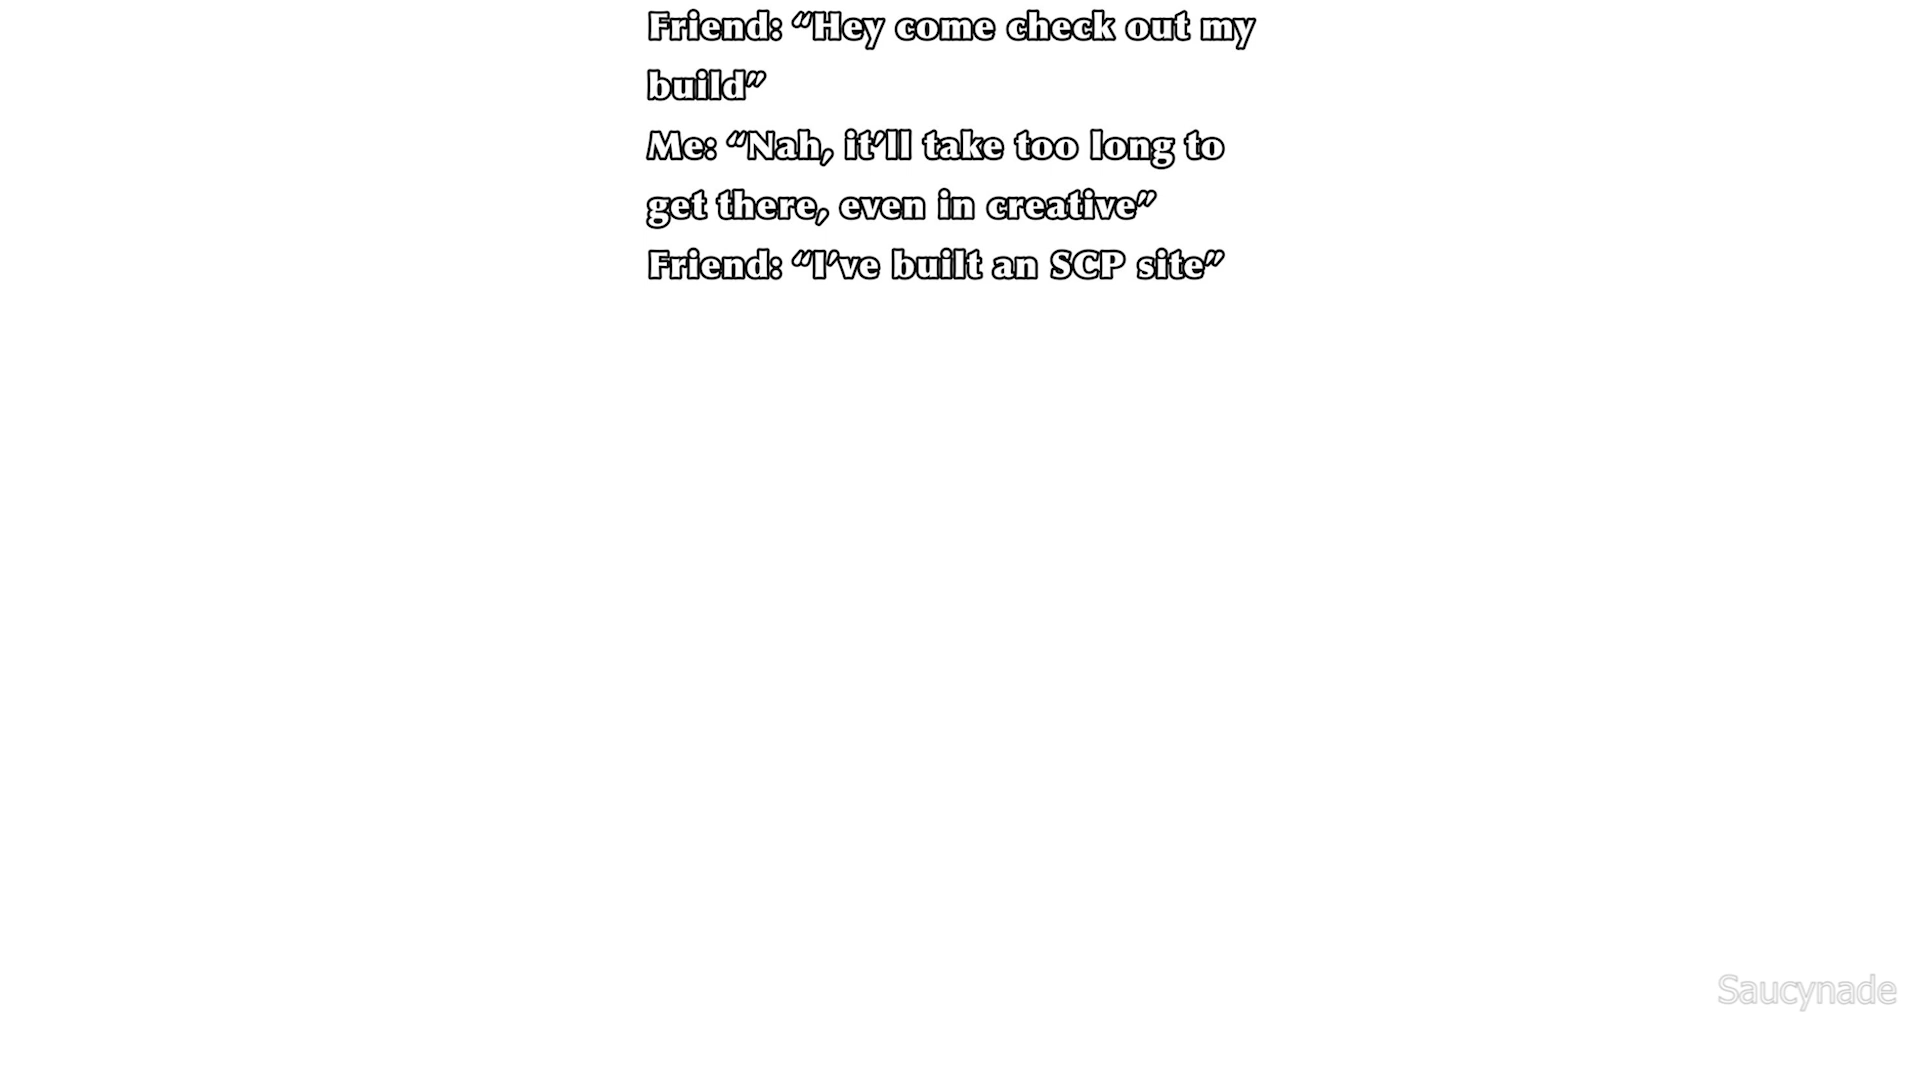 Friend: “Hey come check out my
build”
Me: “Nah, it’ll take too long to
get there, even in creative”
Friend: “I’ve built an SCP site”
Saucynade